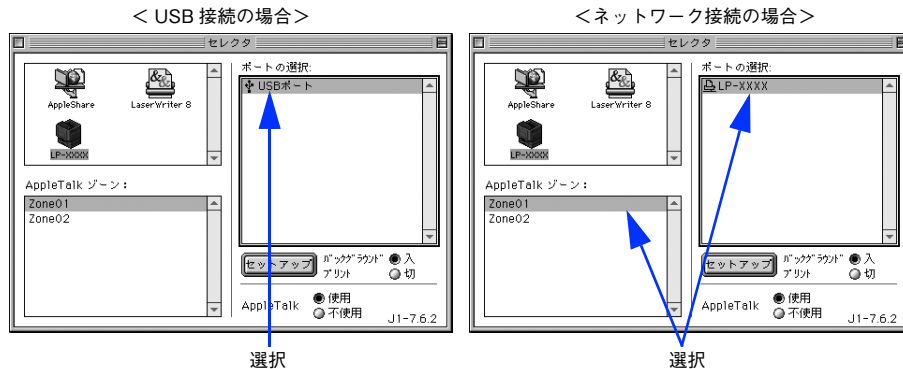 ＜ USB 接続の場合＞
セレクタ
AppleShare
LaserWriter 8
LP-XXXX
AppleTalk ゾーン：
Zone01
Zone02
ポートの選択:
USBポート
セットアップ
バックグラウンド
プリント
入
切
AppleTalk
使用
不使用
J1-7.6.2
選択
＜ネットワーク接続の場合＞
セレクタ
AppleShare
LaserWriter 8
LP-XXXX
AppleTalk ゾーン：
Zone01
Zone02
ポートの選択:
LP-XXXX
セットアップ
バックグラウンド
プリント
入
切
AppleTalk
使用
不使用
J1-7.6.2
選択